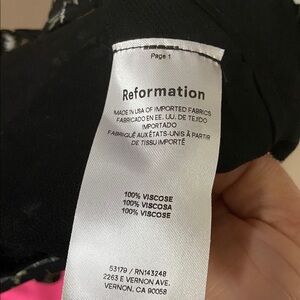 Page 1
Reformation
MADE IN USA OF IMPORTED FABRICS
FABRICADO EN EE. UU. DE TEJIDO
IMPORTADO
FABRIQUÉ AUX ÉTATS-UNIS À PARTIR
DE TISSU IMPORTÉ
100% VISCOSE
100% VISCOSA
100% VISCOSE
53179 / RN143248
2263 E VERNON AVE
VERNON, CA 90058